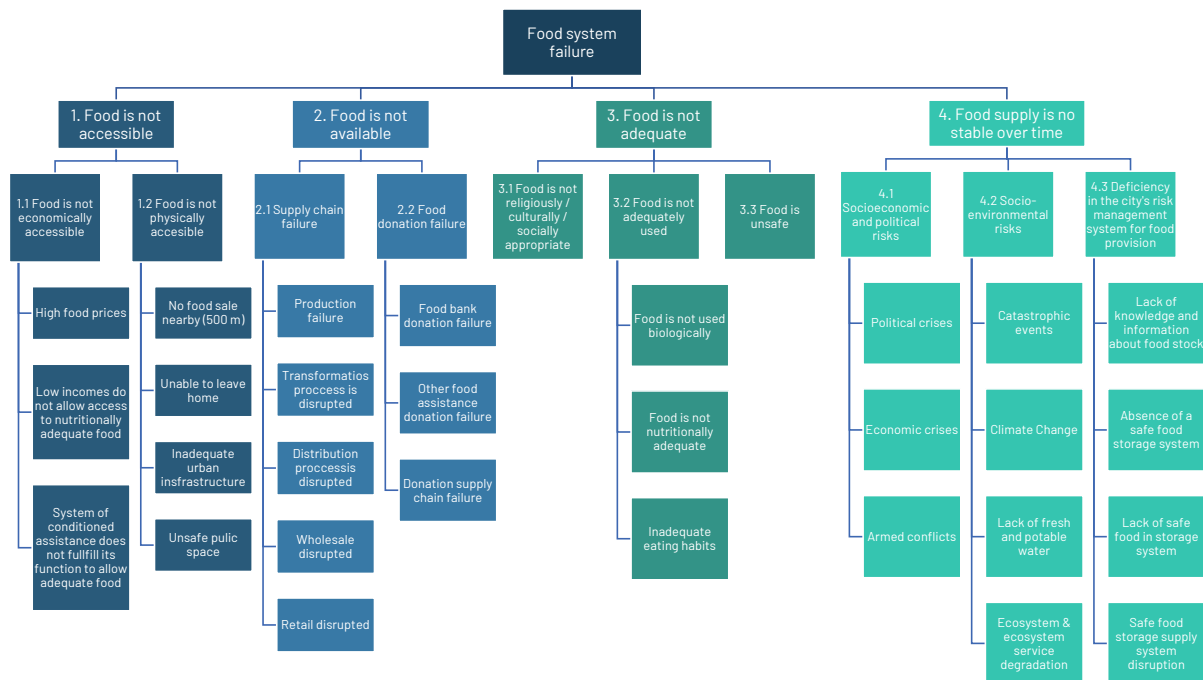 Food system
failure
1. Food is not
accessible
2. Food is not
available
3. Food is not
adequate
4. Food supply is no
stable over time
1.1 Food is not
economically
accessible
1.2 Food is not
physically
accesible
2.1 Supply chain
failure
2.2 Food
donation failure
3.1 Food is not
religiously /
culturally /
socially
appropriate
3.2 Food is not
adequately
used
3.3 Food is
unsafe
4.1
Socioeconomic
and political
risks
4.2 Socio-
environmental
risks
4.3 Deficiency
in the city's risk
management
system for food
provision
High food prices
Low incomes do
not allow access
to nutritionally
adequate food
System of
conditioned
assistance does
not fullfill its
function to allow
adequate food
No food sale
nearby (500 m)
Unable to leave
home
Inadequate
urban
insfrastructure
Unsafe pulic
space
Production
failure
Transformatios
proccess is
disrupted
Distribution
proccessis
disrupted
Wholesale
disrupted
Retail disrupted
Food bank
donation failure
Other food
assistance
donation failure
Donation supply
chain failure
Food is not used
biologically
Food is not
nutritionally
adequate
Inadequate
eating habits
Political crises
Economic crises
Armed conflicts
Catastrophic
events
Climate Change
Lack of fresh
and potable
water
Ecosystem &
ecosystem
service
degradation
Lack of
knowledge and
information
about food stock
Absence of a
safe food
storage system
Lack of safe
food in storage
system
Safe food
storage supply
system
disruption